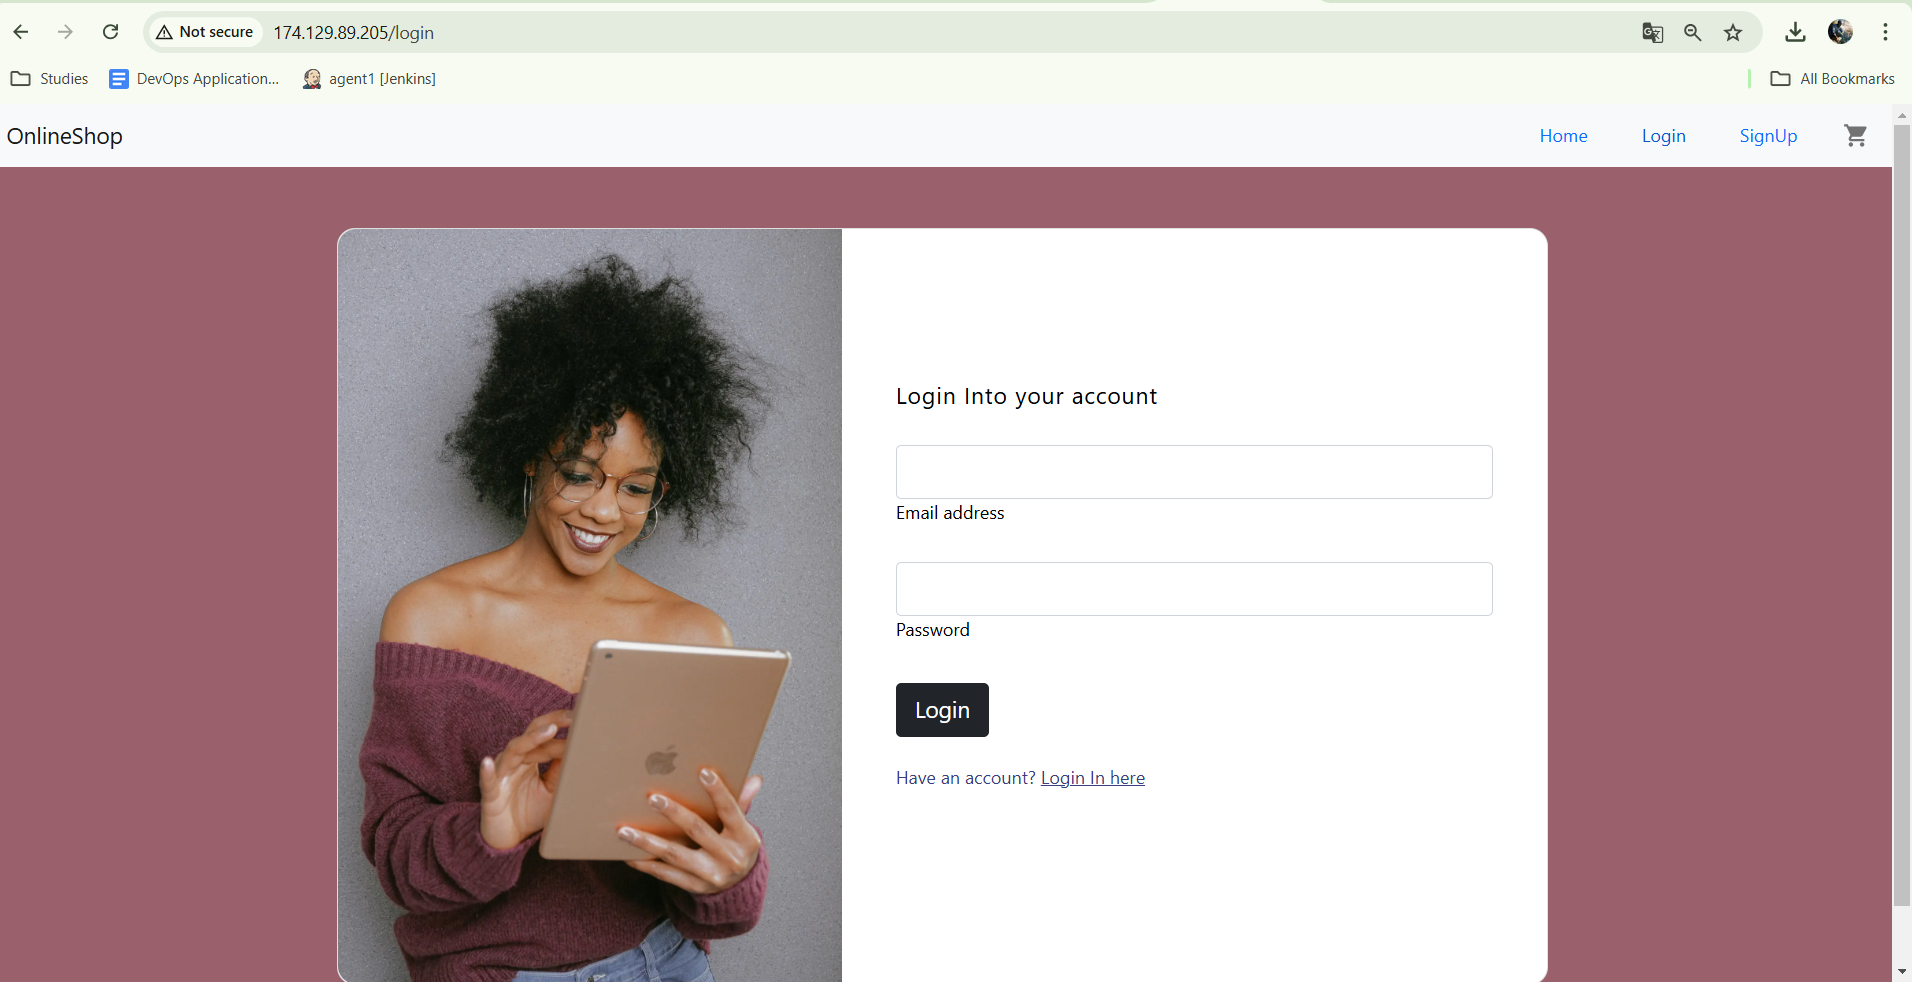 Not secure 174.129.89.205/login
Studies DevOps Application... agent1 [Jenkins] All Bookmarks
OnlineShop Home Login SignUp
Login Into your account
Email address
Password
Login
Have an account? Login In here